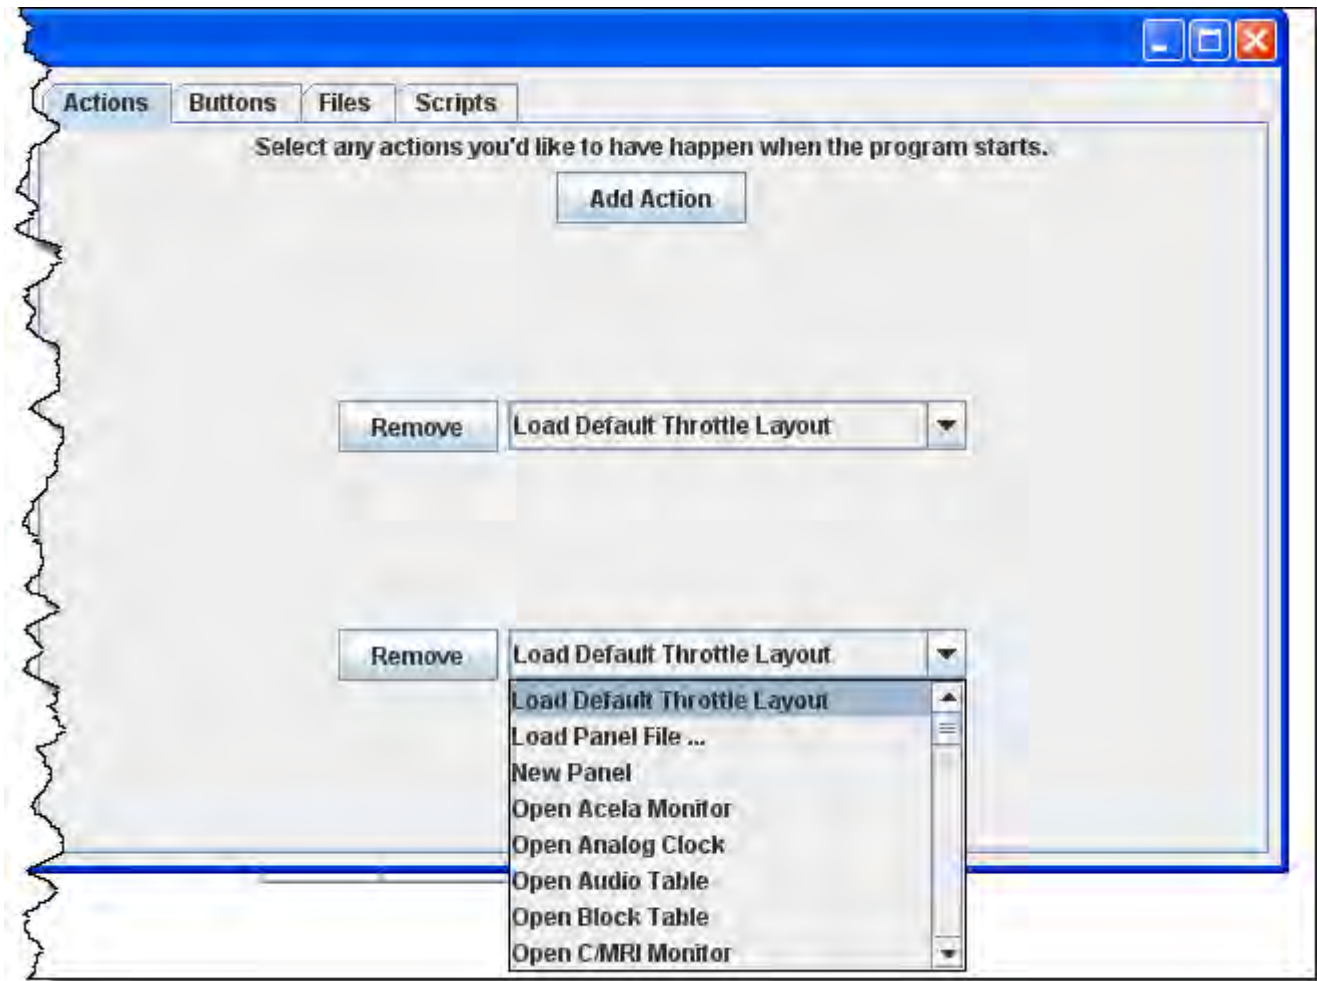 Actions Buttons Files Scripts
Select any actions you'd like to have happen when the program starts.
Add Action
Remove Load Default Throttle Layout
Remove Load Default Throttle Layout
Load Default Throttle Layout
Load Panel File ...
New Panel
Open Acela Monitor
Open Analog Clock
Open Audio Table
Open Block Table
Open C/MRI Monitor